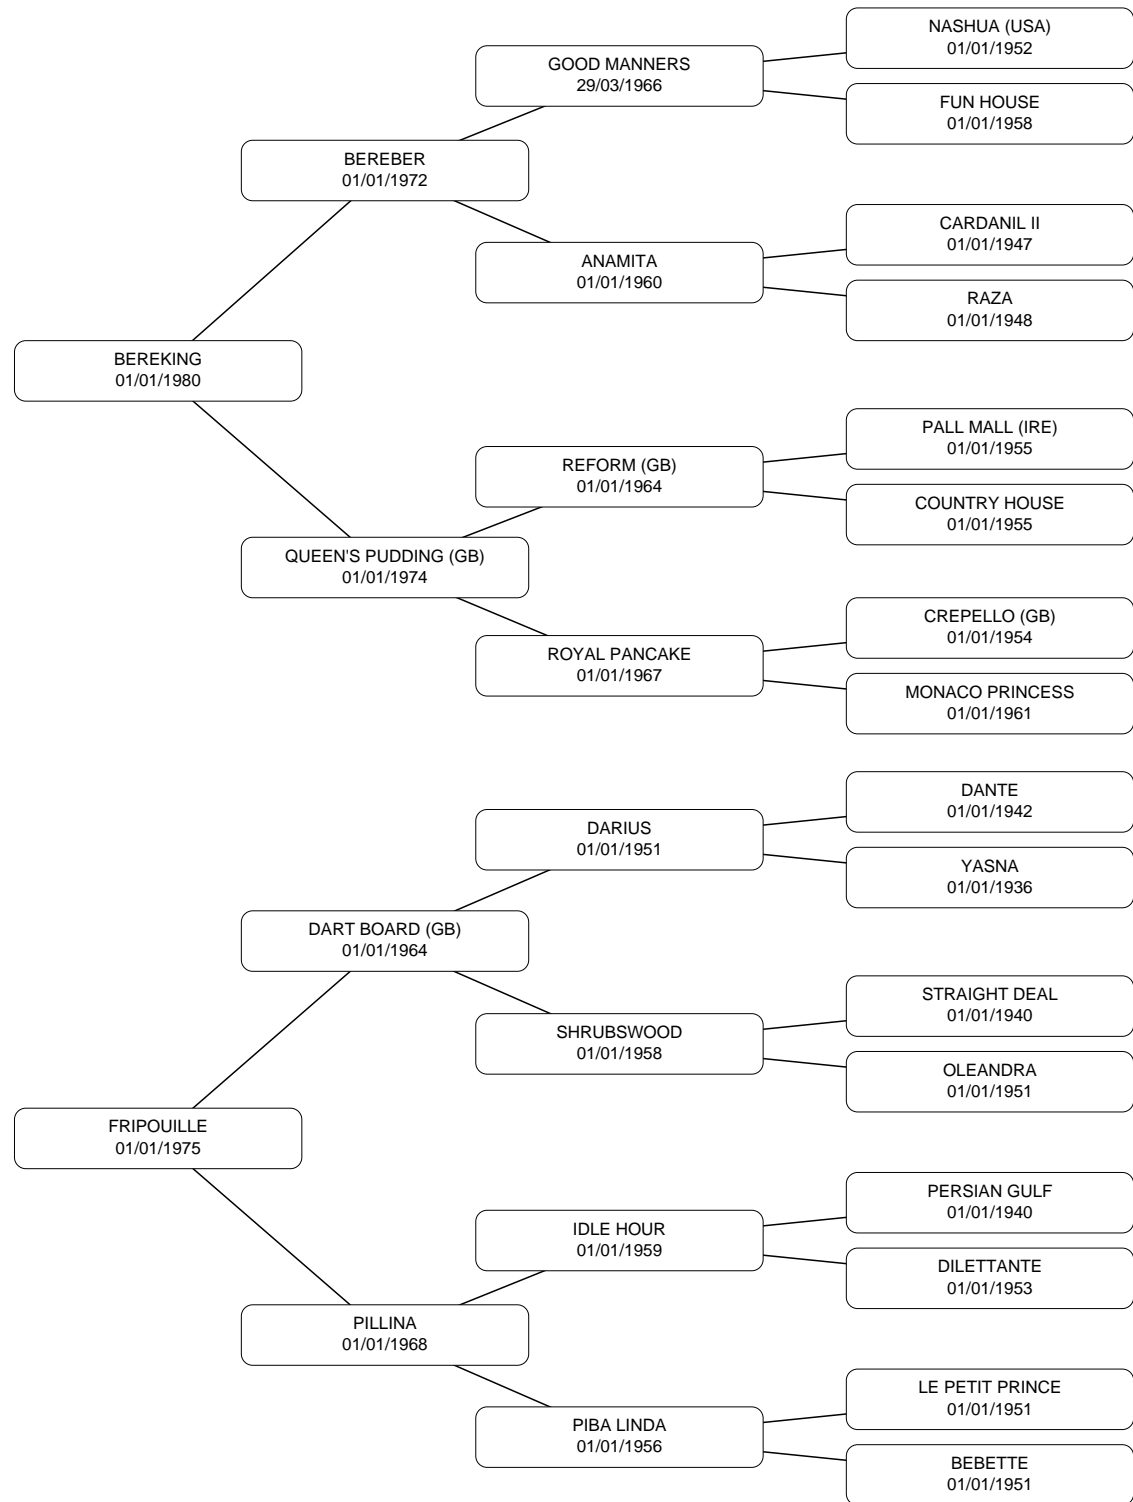 NASHUA (USA)
01/01/1952
GOOD MANNERS
29/03/1966
FUN HOUSE
01/01/1958
BEREBER
01/01/1972
CARDANIL II
01/01/1947
ANAMITA
01/01/1960
RAZA
01/01/1948
BEREKING
01/01/1980
PALL MALL (IRE)
01/01/1955
REFORM (GB)
01/01/1964
COUNTRY HOUSE
01/01/1955
QUEEN'S PUDDING (GB)
01/01/1974
CREPELLO (GB)
01/01/1954
ROYAL PANCAKE
01/01/1967
MONACO PRINCESS
01/01/1961
DANTE
01/01/1942
DARIUS
01/01/1951
YASNA
01/01/1936
DART BOARD (GB)
01/01/1964
STRAIGHT DEAL
01/01/1940
SHRUBSWOOD
01/01/1958
OLEANDRA
01/01/1951
FRIPOUILLE
01/01/1975
PERSIAN GULF
01/01/1940
IDLE HOUR
01/01/1959
DILETTANTE
01/01/1953
PILLINA
01/01/1968
LE PETIT PRINCE
01/01/1951
PIBA LINDA
01/01/1956
BEBETTE
01/01/1951